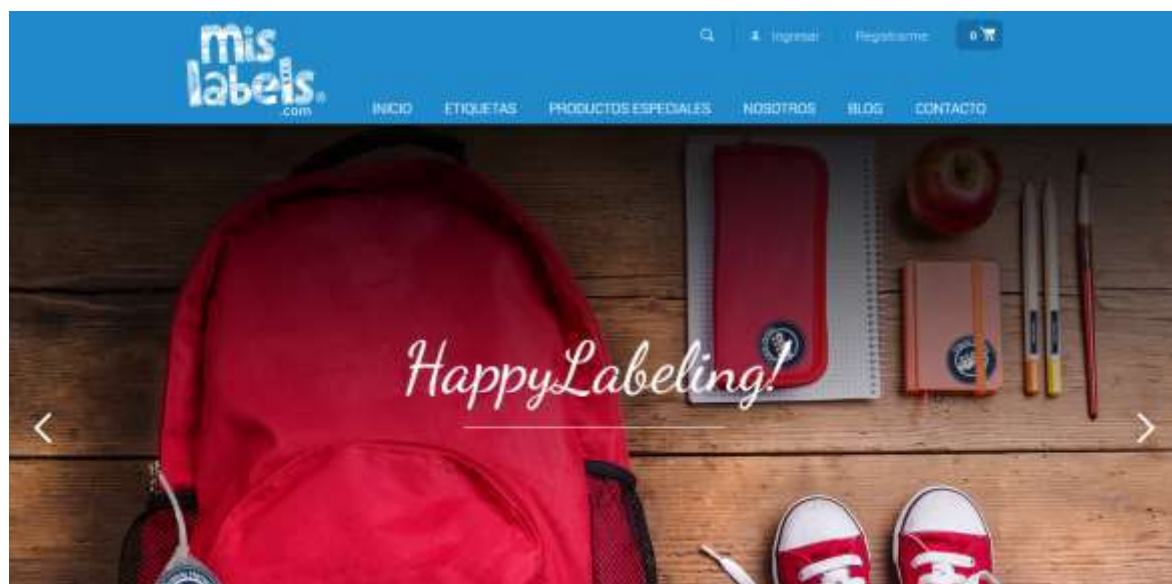 mis
labels®
.com
Ingresar
Registrarme
0
INICIO
ETIQUETAS
PRODUCTOS ESPECIALES
NOSOTROS
BLOG
CONTACTO
HappyLabeling!